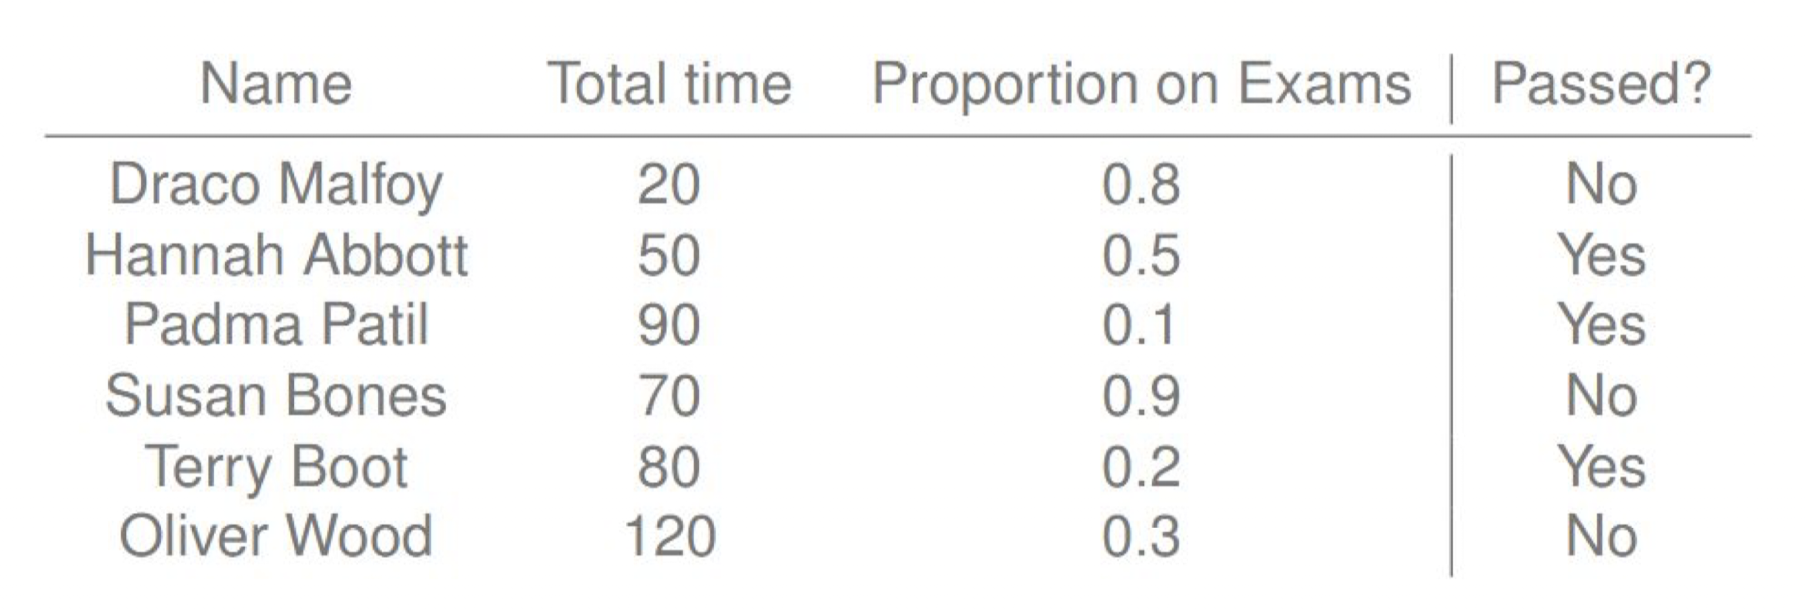 Name Total time Proportion on Exams Passed?
Draco Malfoy 20 0.8 No
Hannah Abbott 50 0.5 Yes
Padma Patil 90 0.1 Yes
Susan Bones 70 0.9 No
Terry Boot 80 0.2 Yes
Oliver Wood 120 0.3 No